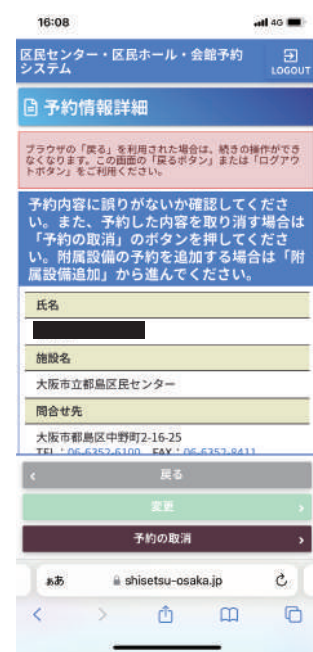 16:08
4G
区民センター・区民ホール・会館予約
システム
LOGOUT
予約情報詳細
ブラウザの「戻る」を利用された場合は、続きの操作ができ
なくなります。この画面の「戻るボタン」または「ログアウ
トボタン」をご利用ください。
予約内容に誤りがないか確認してくださ
い。また、予約した内容を取り消す場合は
「予約の取消」のボタンを押してくださ
い。附属設備の予約を追加する場合は「附
属設備追加」から進んでください。
氏名
施設名
大阪市立都島区民センター
問合せ先
大阪市都島区中野町2-16-25
TEL：06-6352-6100 FAX：06-6352-8411
戻る
変更
予約の取消
ぁあ
shisetsu-osaka.jp